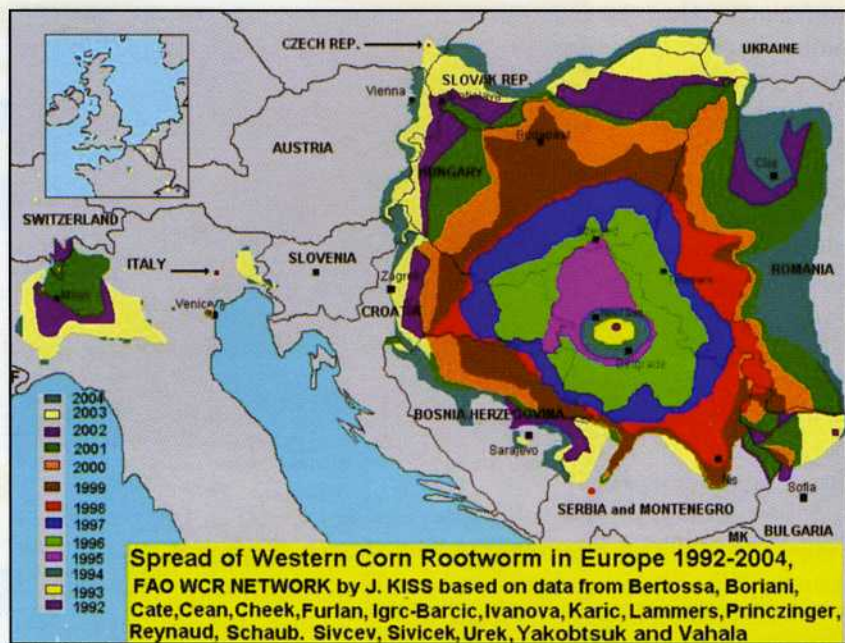 CZECH REP.
UKRAINE
SLOVAK REP.
Vienna
AUSTRIA
Budapest
Cluj
HUNGARY
SWITZERLAND
ITALY
SLOVENIA
ROMANIA
Zagreb
Milan
Venice
CROATIA
Belgrade
BOSNIA HERZEGOVINA
Sarajevo
Nis
Sofia
SERBIA and MONTENEGRO
MK
BULGARIA
F
2004
2003
2002
2001
2000
1999
1998
1997
1996
1995
1994
1993
1992
Spread of Western Corn Rootworm in Europe 1992-2004,
FAO WCR NETWORK by J. KISS based on data from Bertossa, Boriani,
Cate,Cean,Cheek,Furlan, Igrc-Barcic,Ivanova, Karic, Lammers, Princzinger,
Reynaud, Schaub. Sivcev, Sivicek, Urek, Yakobtsuk and Vahala